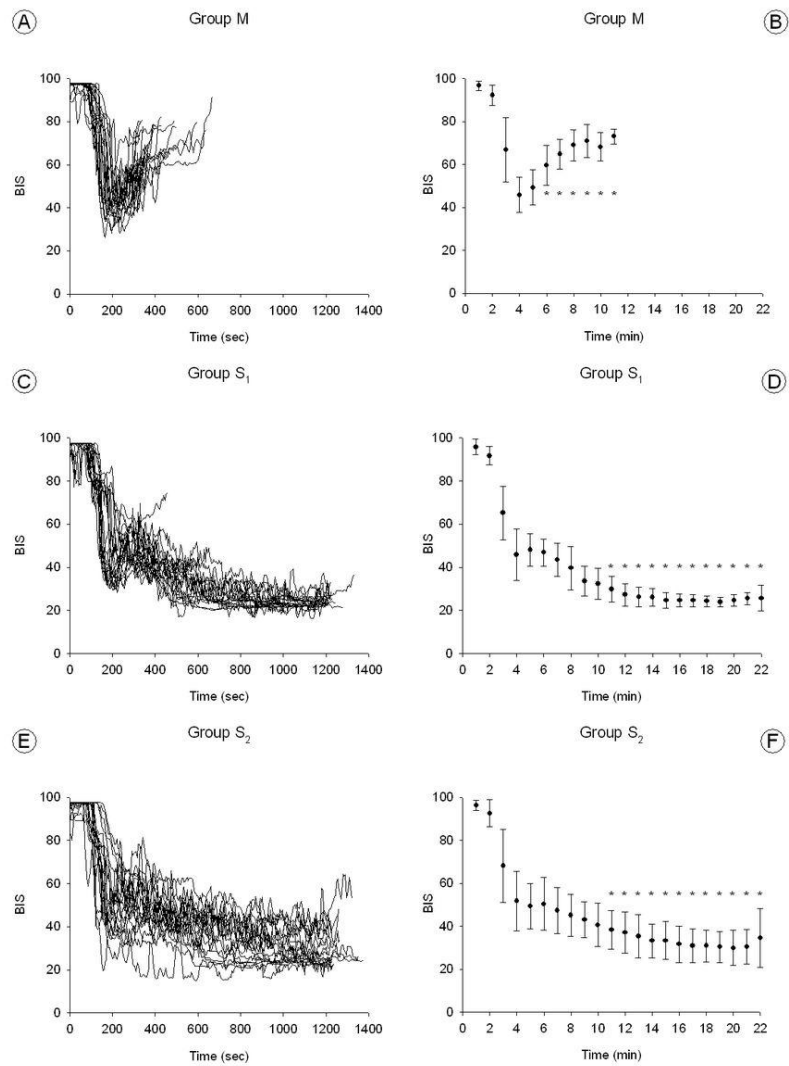 A
Group M
Group M
B
100
80
60
40
20
0
BIS
0 200 400 600 800 1000 1200 1400
Time (sec)
100
80
60
40
20
0
BIS
* * * * * *
0 2 4 6 8 10 12 14 16 18 20 22
Time (min)
C
Group S1
Group S1
D
100
80
60
40
20
0
BIS
0 200 400 600 800 1000 1200 1400
Time (sec)
100
80
60
40
20
0
BIS
* * * * * * * * * * * *
0 2 4 6 8 10 12 14 16 18 20 22
Time (min)
E
Group S2
Group S2
F
100
80
60
40
20
0
BIS
0 200 400 600 800 1000 1200 1400
Time (sec)
100
80
60
40
20
0
BIS
* * * * * * * * * * * *
0 2 4 6 8 10 12 14 16 18 20 22
Time (min)